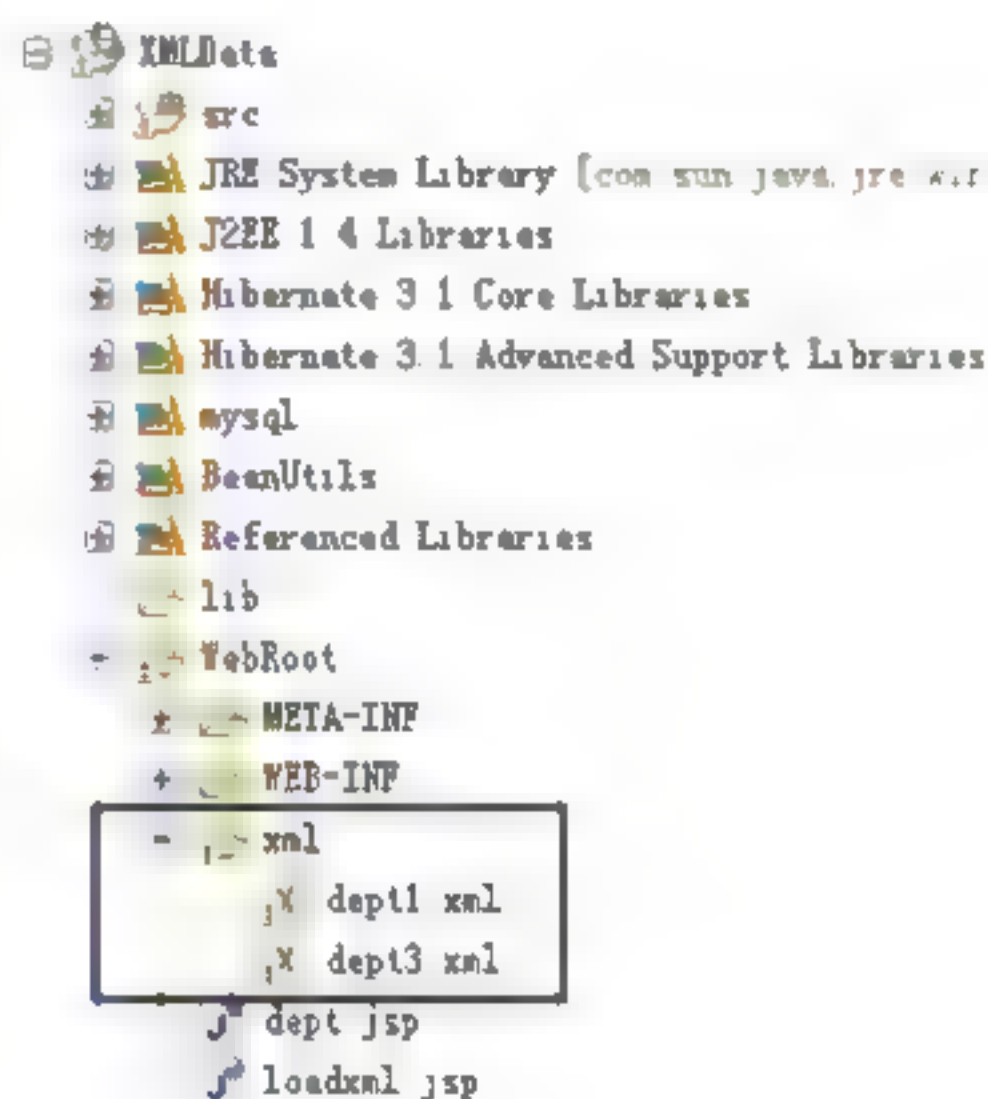 XMLData
src
JRE System Library [com sun java jre
J2EE 1 4 Libraries
Hibernate 3 1 Core Libraries
Hibernate 3.1 Advanced Support Libraries
mysql
BeanUtils
Referenced Libraries
lib
WebRoot
META-INF
WEB-INF
xml
dept1 xml
dept3 xml
dept jsp
loadxml jsp